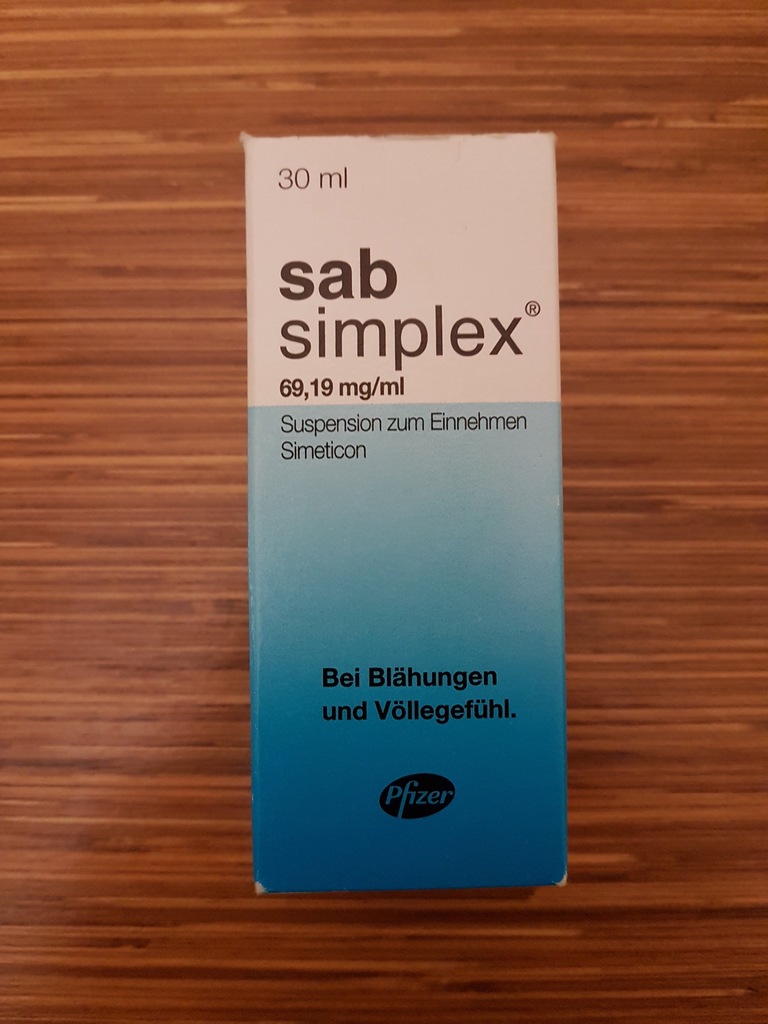 30 ml
sab
simplex®
69,19 mg/ml
Suspension zum Einnehmen
Simeticon
Bei Blähungen
und Völlegefühl.
Pfizer